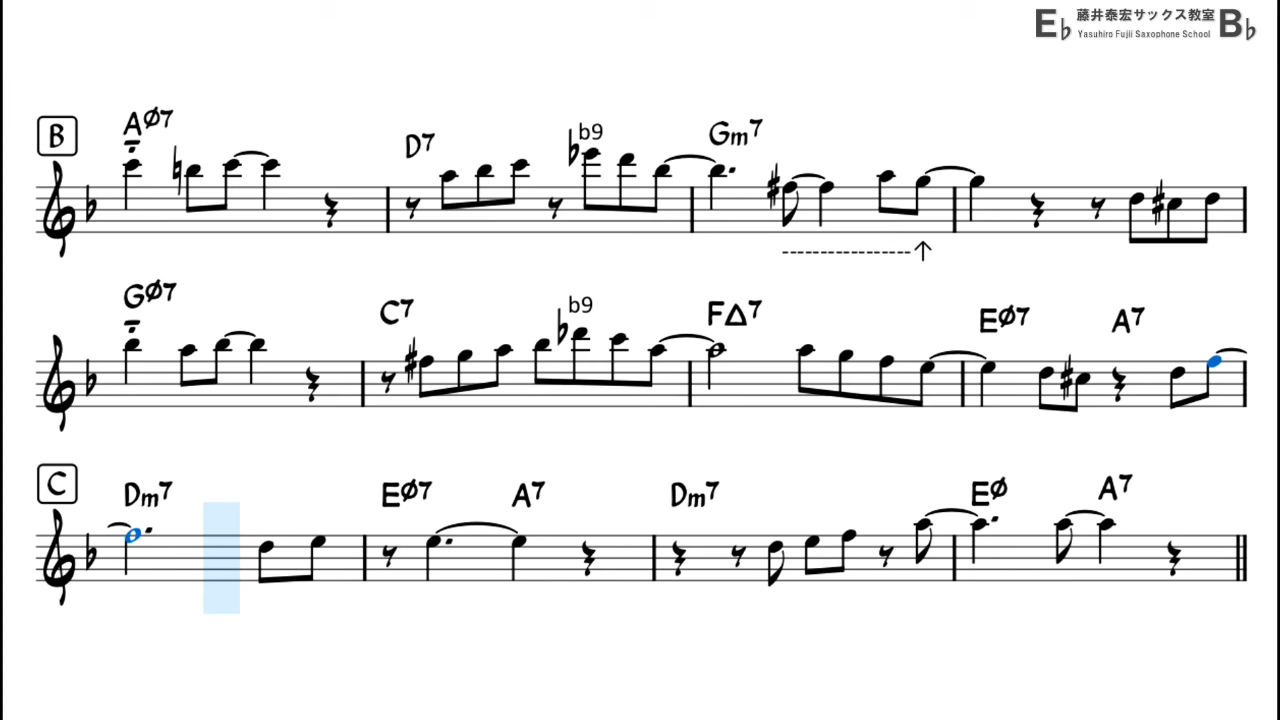 E♭ 藤井泰宏サックス教室 B♭
Yasuhiro Fujii Saxophone School
B
AØ7 D7 b9 Gm7
GØ7 C7 b9 F△7 EØ7 A7
C
Dm7 EØ7 A7 Dm7 EØ A7